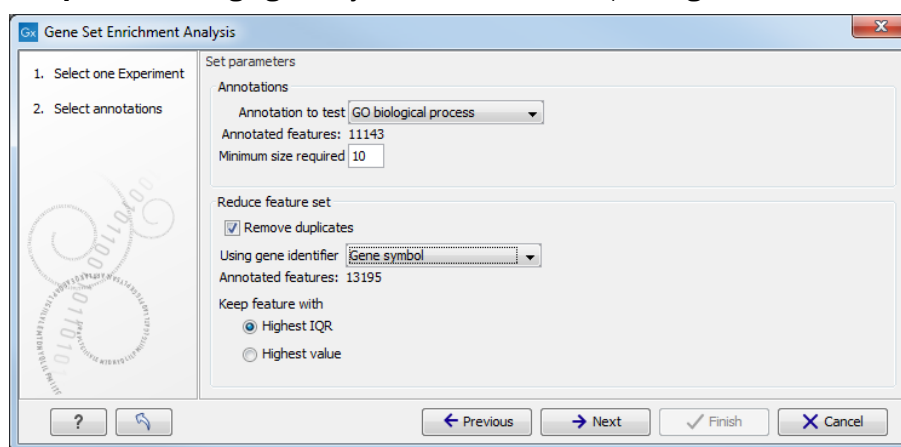 Gx Gene Set Enrichment Analysis
1. Select one Experiment
2. Select annotations
Set parameters
Annotations
Annotation to test GO biological process
Annotated features: 11143
Minimum size required 10
Reduce feature set
Remove duplicates
Using gene identifier Gene symbol
Annotated features: 13195
Keep feature with
Highest IQR
Highest value
?
Previous
Next
Finish
Cancel